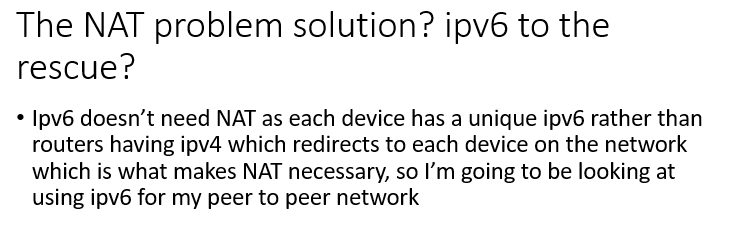 The NAT problem solution? ipv6 to the
rescue?
• Ipv6 doesn't need NAT as each device has a unique ipv6 rather than
routers having ipv4 which redirects to each device on the network
which is what makes NAT necessary, so I'm going to be looking at
using ipv6 for my peer to peer network